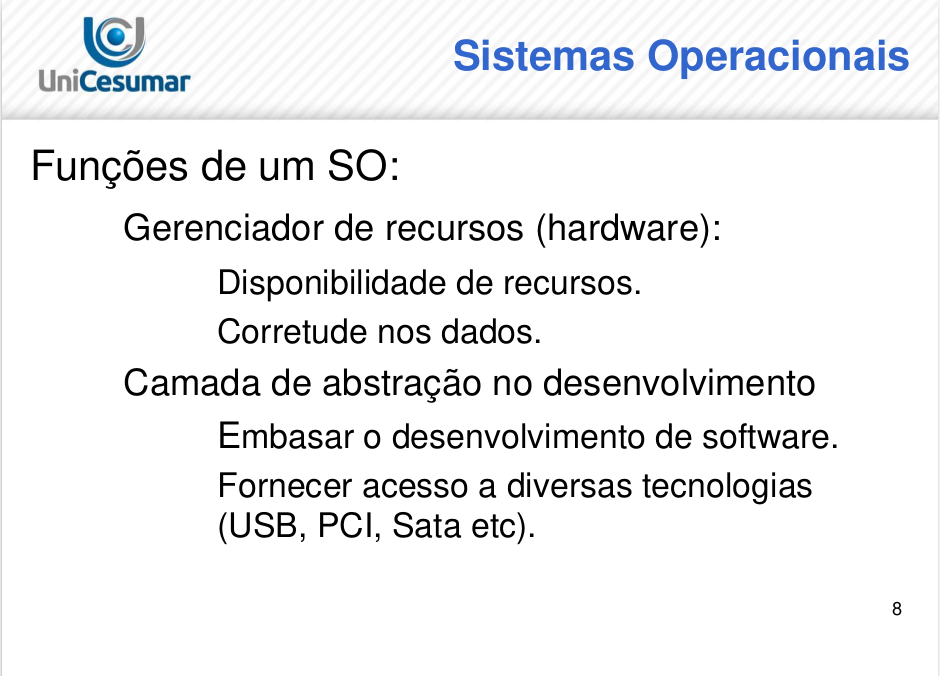 UniCesumar
Sistemas Operacionais
Funções de um SO:
Gerenciador de recursos (hardware):
Disponibilidade de recursos.
Corretude nos dados.
Camada de abstração no desenvolvimento
Embasar o desenvolvimento de software.
Fornecer acesso a diversas tecnologias
(USB, PCI, Sata etc).
8